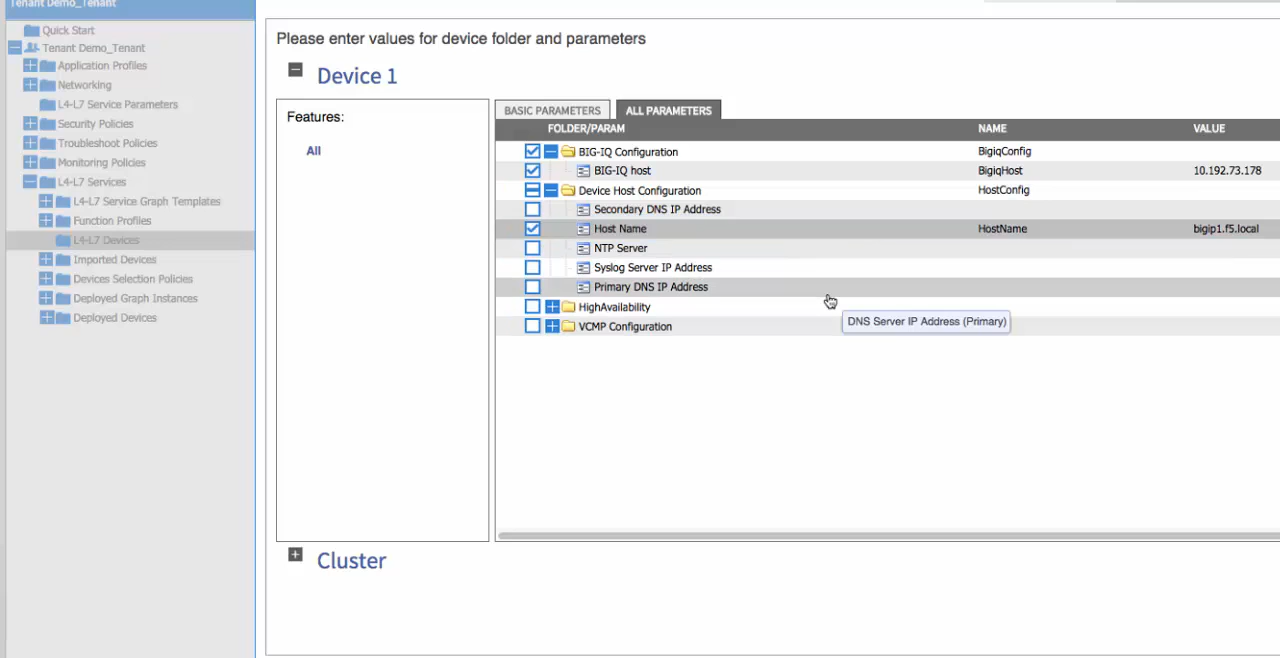 Tenant Demo_Tenant
Quick Start
Tenant Demo_Tenant
Application Profiles
Networking
L4-L7 Service Parameters
Security Policies
Troubleshoot Policies
Monitoring Policies
L4-L7 Services
L4-L7 Service Graph Templates
Function Profiles
L4-L7 Devices
Imported Devices
Devices Selection Policies
Deployed Graph Instances
Deployed Devices
Please enter values for device folder and parameters
Device 1
Features:
All
BASIC PARAMETERS ALL PARAMETERS
FOLDER/PARAM NAME VALUE
BIG-IQ Configuration BigiqConfig
BIG-IQ host BigiqHost 10.192.73.178
Device Host Configuration HostConfig
Secondary DNS IP Address
Host Name HostName bigip1.f5.local
NTP Server
Syslog Server IP Address
Primary DNS IP Address
HighAvailability
DNS Server IP Address (Primary)
VCMP Configuration
Cluster